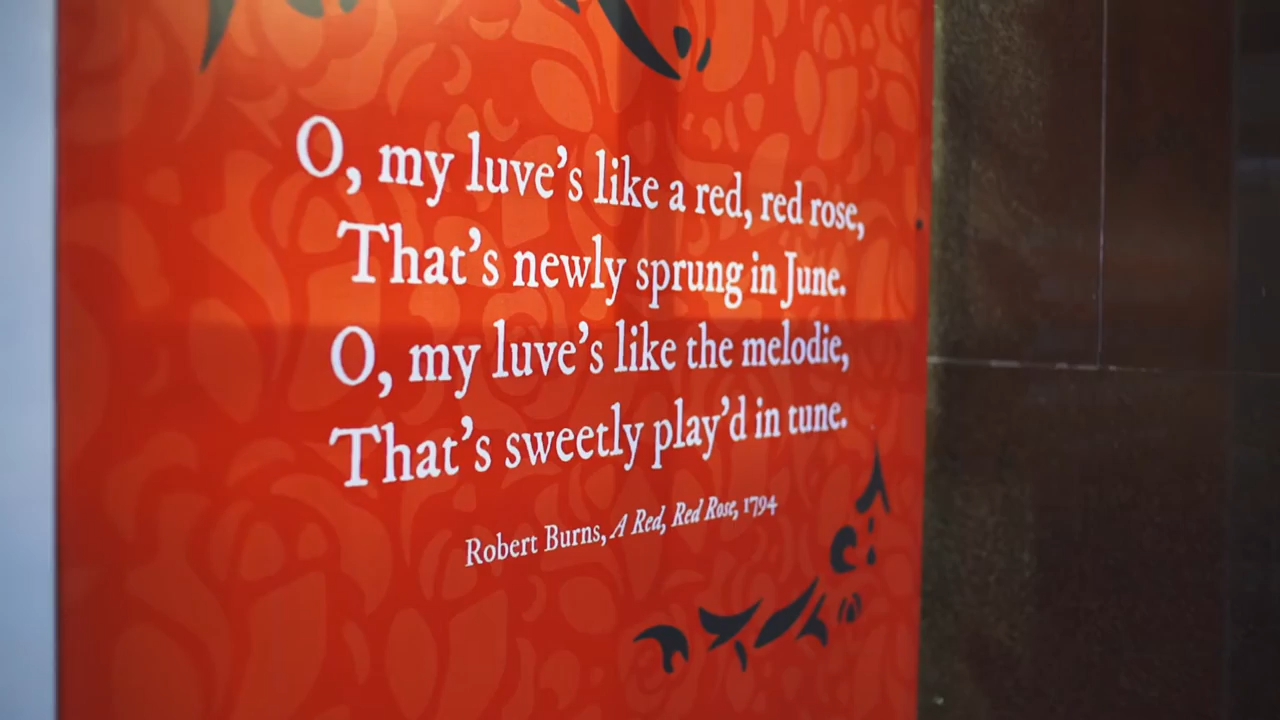 O, my luve’s like a red, red rose,
That’s newly sprung in June.
O, my luve’s like the melodie,
That’s sweetly play’d in tune.
Robert Burns, A Red, Red Rose, 1794